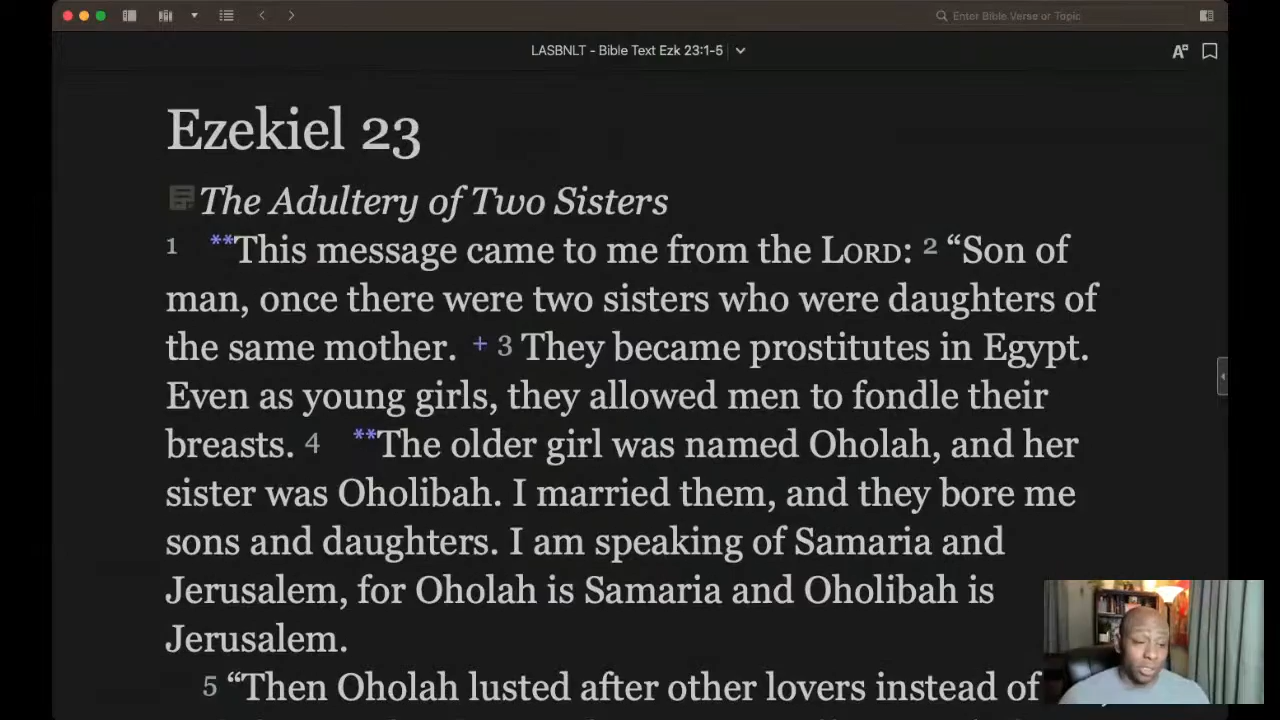 Enter Bible Verse or Topic
LASBNLT - Bible Text Ezk 23:1-5
Ezekiel 23
The Adultery of Two Sisters
1 **This message came to me from the LORD: 2 “Son of
man, once there were two sisters who were daughters of
the same mother. + 3 They became prostitutes in Egypt.
Even as young girls, they allowed men to fondle their
breasts. 4 **The older girl was named Oholah, and her
sister was Oholibah. I married them, and they bore me
sons and daughters. I am speaking of Samaria and
Jerusalem, for Oholah is Samaria and Oholibah is
Jerusalem.
5 “Then Oholah lusted after other lovers instead of